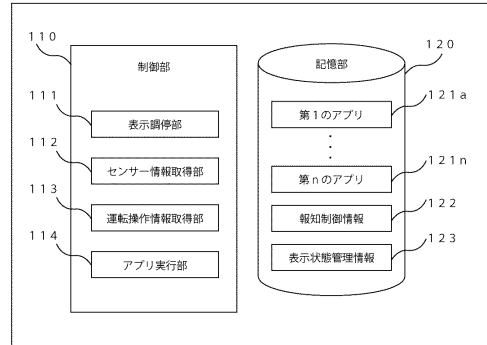 110
制御部
111
表示調停部
112
センサー情報取得部
113
運転操作情報取得部
114
アプリ実行部
120
記憶部
121a
第1のアプリ
121n
第nのアプリ
122
報知制御情報
123
表示状態管理情報